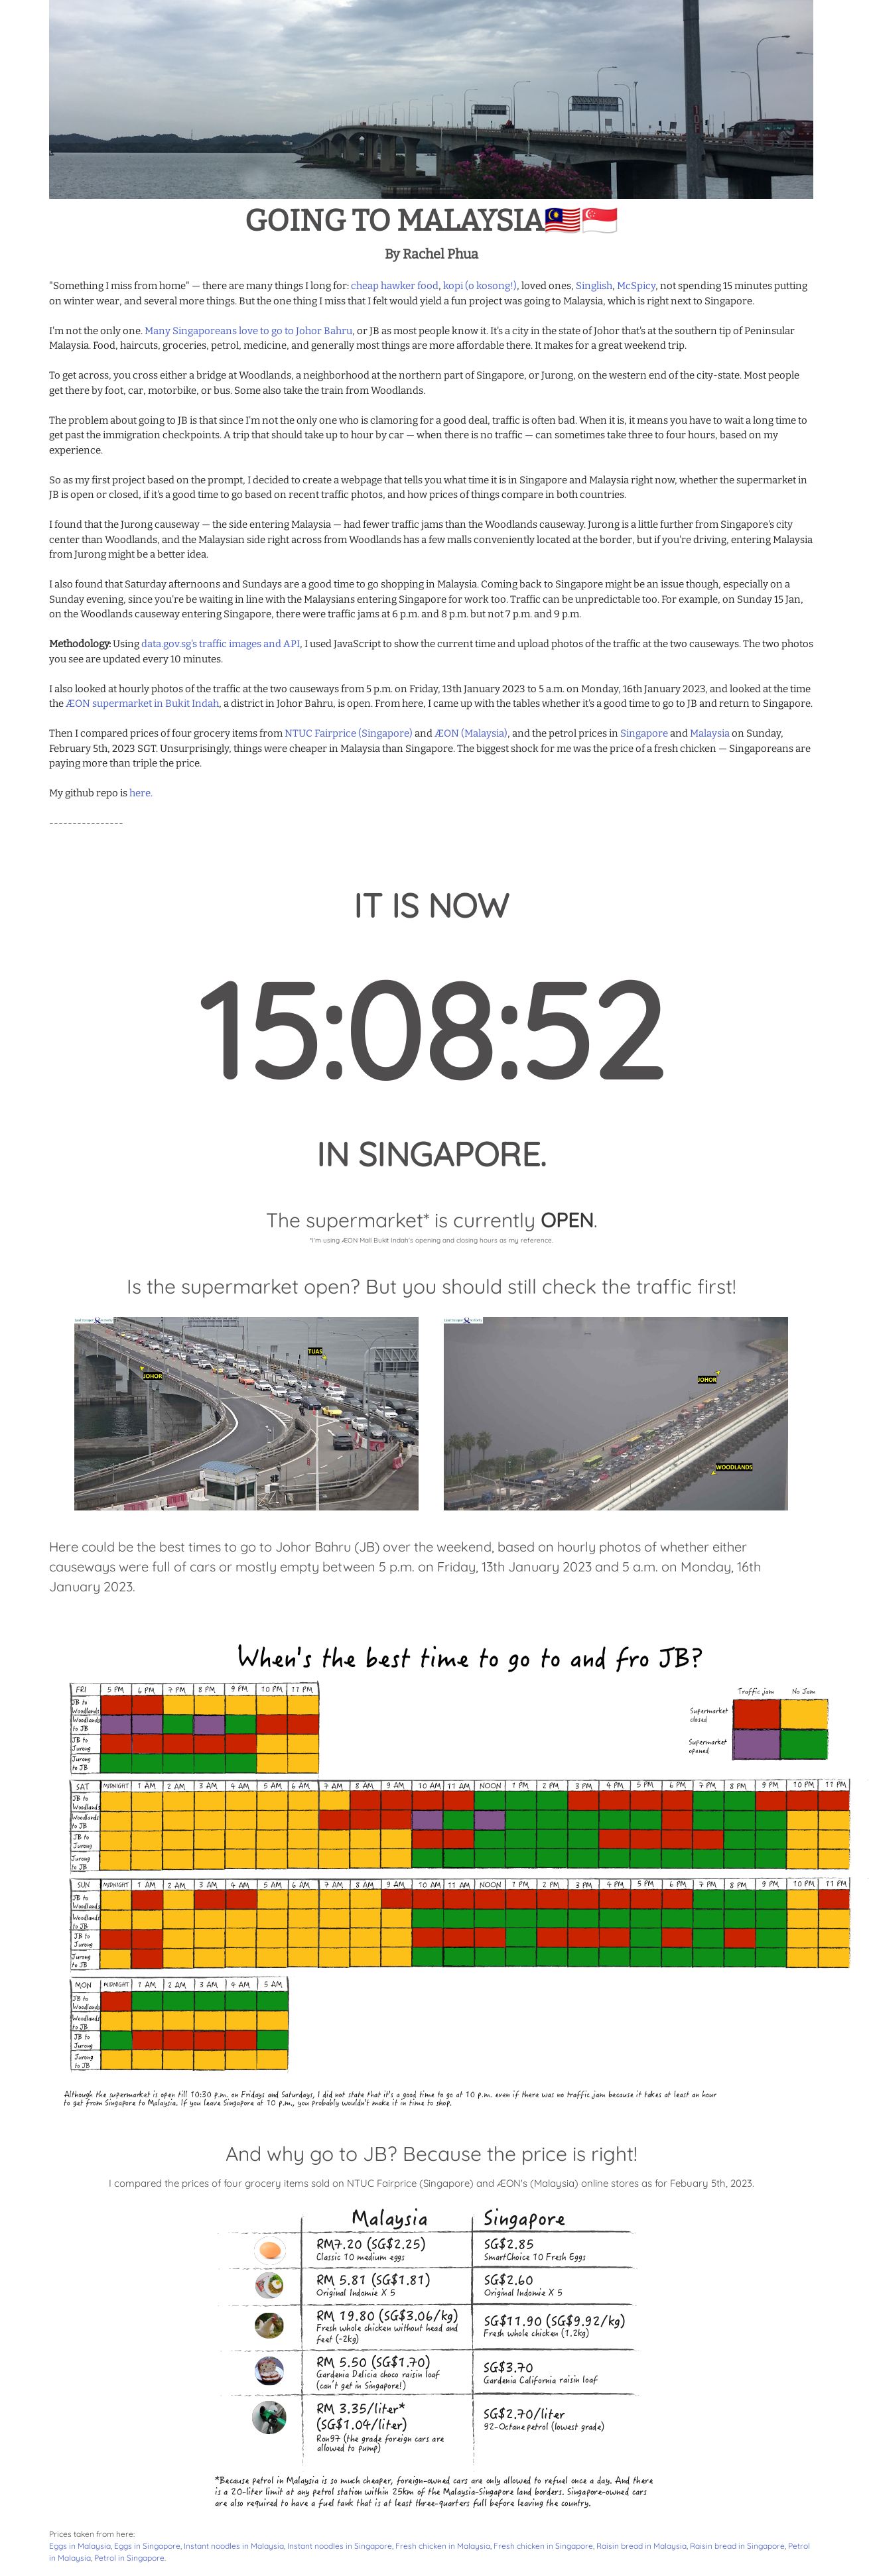 GOING TO MALAYSIA🇲🇾🇸🇬
By Rachel Phua
"Something I miss from home" — there are many things I long for: cheap hawker food, kopi (o kosong!), loved ones, Singlish, McSpicy, not spending 15 minutes putting
on winter wear, and several more things. But the one thing I miss that I felt would yield a fun project was going to Malaysia, which is right next to Singapore.
I'm not the only one. Many Singaporeans love to go to Johor Bahru, or JB as most people know it. It's a city in the state of Johor that's at the southern tip of Peninsular
Malaysia. Food, haircuts, groceries, petrol, medicine, and generally most things are more affordable there. It makes for a great weekend trip.
To get across, you cross either a bridge at Woodlands, a neighborhood at the northern part of Singapore, or Jurong, on the western end of the city-state. Most people
get there by foot, car, motorbike, or bus. Some also take the train from Woodlands.
The problem about going to JB is that since I'm not the only one who is clamoring for a good deal, traffic is often bad. When it is, it means you have to wait a long time to
get past the immigration checkpoints. A trip that should take up to hour by car — when there is no traffic — can sometimes take three to four hours, based on my
experience.
So as my first project based on the prompt, I decided to create a webpage that tells you what time it is in Singapore and Malaysia right now, whether the supermarket in
JB is open or closed, if it's a good time to go based on recent traffic photos, and how prices of things compare in both countries.
I found that the Jurong causeway — the side entering Malaysia — had fewer traffic jams than the Woodlands causeway. Jurong is a little further from Singapore's city
center than Woodlands, and the Malaysian side right across from Woodlands has a few malls conveniently located at the border, but if you're driving, entering Malaysia
from Jurong might be a better idea.
I also found that Saturday afternoons and Sundays are a good time to go shopping in Malaysia. Coming back to Singapore might be an issue though, especially on a
Sunday evening, since you're be waiting in line with the Malaysians entering Singapore for work too. Traffic can be unpredictable too. For example, on Sunday 15 Jan,
on the Woodlands causeway entering Singapore, there were traffic jams at 6 p.m. and 8 p.m. but not 7 p.m. and 9 p.m.
Methodology: Using data.gov.sg's traffic images and API, I used JavaScript to show the current time and upload photos of the traffic at the two causeways. The two photos
you see are updated every 10 minutes.
I also looked at hourly photos of the traffic at the two causeways from 5 p.m. on Friday, 13th January 2023 to 5 a.m. on Monday, 16th January 2023, and looked at the time
the ÆON supermarket in Bukit Indah, a district in Johor Bahru, is open. From here, I came up with the tables whether it's a good time to go to JB and return to Singapore.
Then I compared prices of four grocery items from NTUC Fairprice (Singapore) and ÆON (Malaysia), and the petrol prices in Singapore and Malaysia on Sunday,
February 5th, 2023 SGT. Unsurprisingly, things were cheaper in Malaysia than Singapore. The biggest shock for me was the price of a fresh chicken — Singaporeans are
paying more than triple the price.
My github repo is here.
----------------
IT IS NOW
15:08:52
IN SINGAPORE.
The supermarket* is currently OPEN.
*I'm using ÆON Mall Bukit Indah's opening and closing hours as my reference.
Is the supermarket open? But you should still check the traffic first!
TUAS
JOHOR
JOHOR
WOODLANDS
Here could be the best times to go to Johor Bahru (JB) over the weekend, based on hourly photos of whether either
causeways were full of cars or mostly empty between 5 p.m. on Friday, 13th January 2023 and 5 a.m. on Monday, 16th
January 2023.
When's the best time to go to and fro JB?
Traffic jam No Jam
Supermarket closed
Supermarket opened
FRI 5 PM 6 PM 7 PM 8 PM 9 PM 10 PM 11 PM
JB to Woodlands
Woodlands to JB
JB to Jurong
Jurong to JB
SAT MIDNIGHT 1 AM 2 AM 3 AM 4 AM 5 AM 6 AM 7 AM 8 AM 9 AM 10 AM 11 AM NOON 1 PM 2 PM 3 PM 4 PM 5 PM 6 PM 7 PM 8 PM 9 PM 10 PM 11 PM
JB to Woodlands
Woodlands to JB
JB to Jurong
Jurong to JB
SUN MIDNIGHT 1 AM 2 AM 3 AM 4 AM 5 AM 6 AM 7 AM 8 AM 9 AM 10 AM 11 AM NOON 1 PM 2 PM 3 PM 4 PM 5 PM 6 PM 7 PM 8 PM 9 PM 10 PM 11 PM
JB to Woodlands
Woodlands to JB
JB to Jurong
Jurong to JB
MON MIDNIGHT 1 AM 2 AM 3 AM 4 AM 5 AM
JB to Woodlands
Woodlands to JB
JB to Jurong
Jurong to JB
Although the supermarket is open till 10:30 p.m. on Fridays and Saturdays, I did not state that it's a good time to go at 10 p.m. even if there was no traffic jam because it takes at least an hour
to get from Singapore to Malaysia. If you leave Singapore at 10 p.m., you probably wouldn't make it in time to shop.
And why go to JB? Because the price is right!
I compared the prices of four grocery items sold on NTUC Fairprice (Singapore) and ÆON's (Malaysia) online stores as for Febuary 5th, 2023.
Malaysia Singapore
RM7.20 (SG$2.25)
Classic 10 medium eggs
SG$2.85
SmartChoice 10 Fresh Eggs
RM 5.81 (SG$1.81)
Original Indomie X 5
SG$2.60
Original Indomie X 5
RM 19.80 (SG$3.06/kg)
Fresh whole chicken without head and
feet (~2kg)
SG$11.90 (SG$9.92/kg)
Fresh whole chicken (1.2kg)
RM 5.50 (SG$1.70)
Gardenia Delicia choco raisin loaf
(can't get in Singapore!)
SG$3.70
Gardenia California raisin loaf
RM 3.35/liter*
(SG$1.04/liter)
Ron97 (the grade foreign cars are
allowed to pump)
SG$2.70/liter
92-Octane petrol (lowest grade)
*Because petrol in Malaysia is so much cheaper, foreign-owned cars are only allowed to refuel once a day. And there
is a 20-liter limit at any petrol station within 25km of the Malaysia-Singapore land borders. Singapore-owned cars
are also required to have a fuel tank that is at least three-quarters full before leaving the country.
Prices taken from here:
Eggs in Malaysia, Eggs in Singapore, Instant noodles in Malaysia, Instant noodles in Singapore, Fresh chicken in Malaysia, Fresh chicken in Singapore, Raisin bread in Malaysia, Raisin bread in Singapore, Petrol
in Malaysia, Petrol in Singapore.